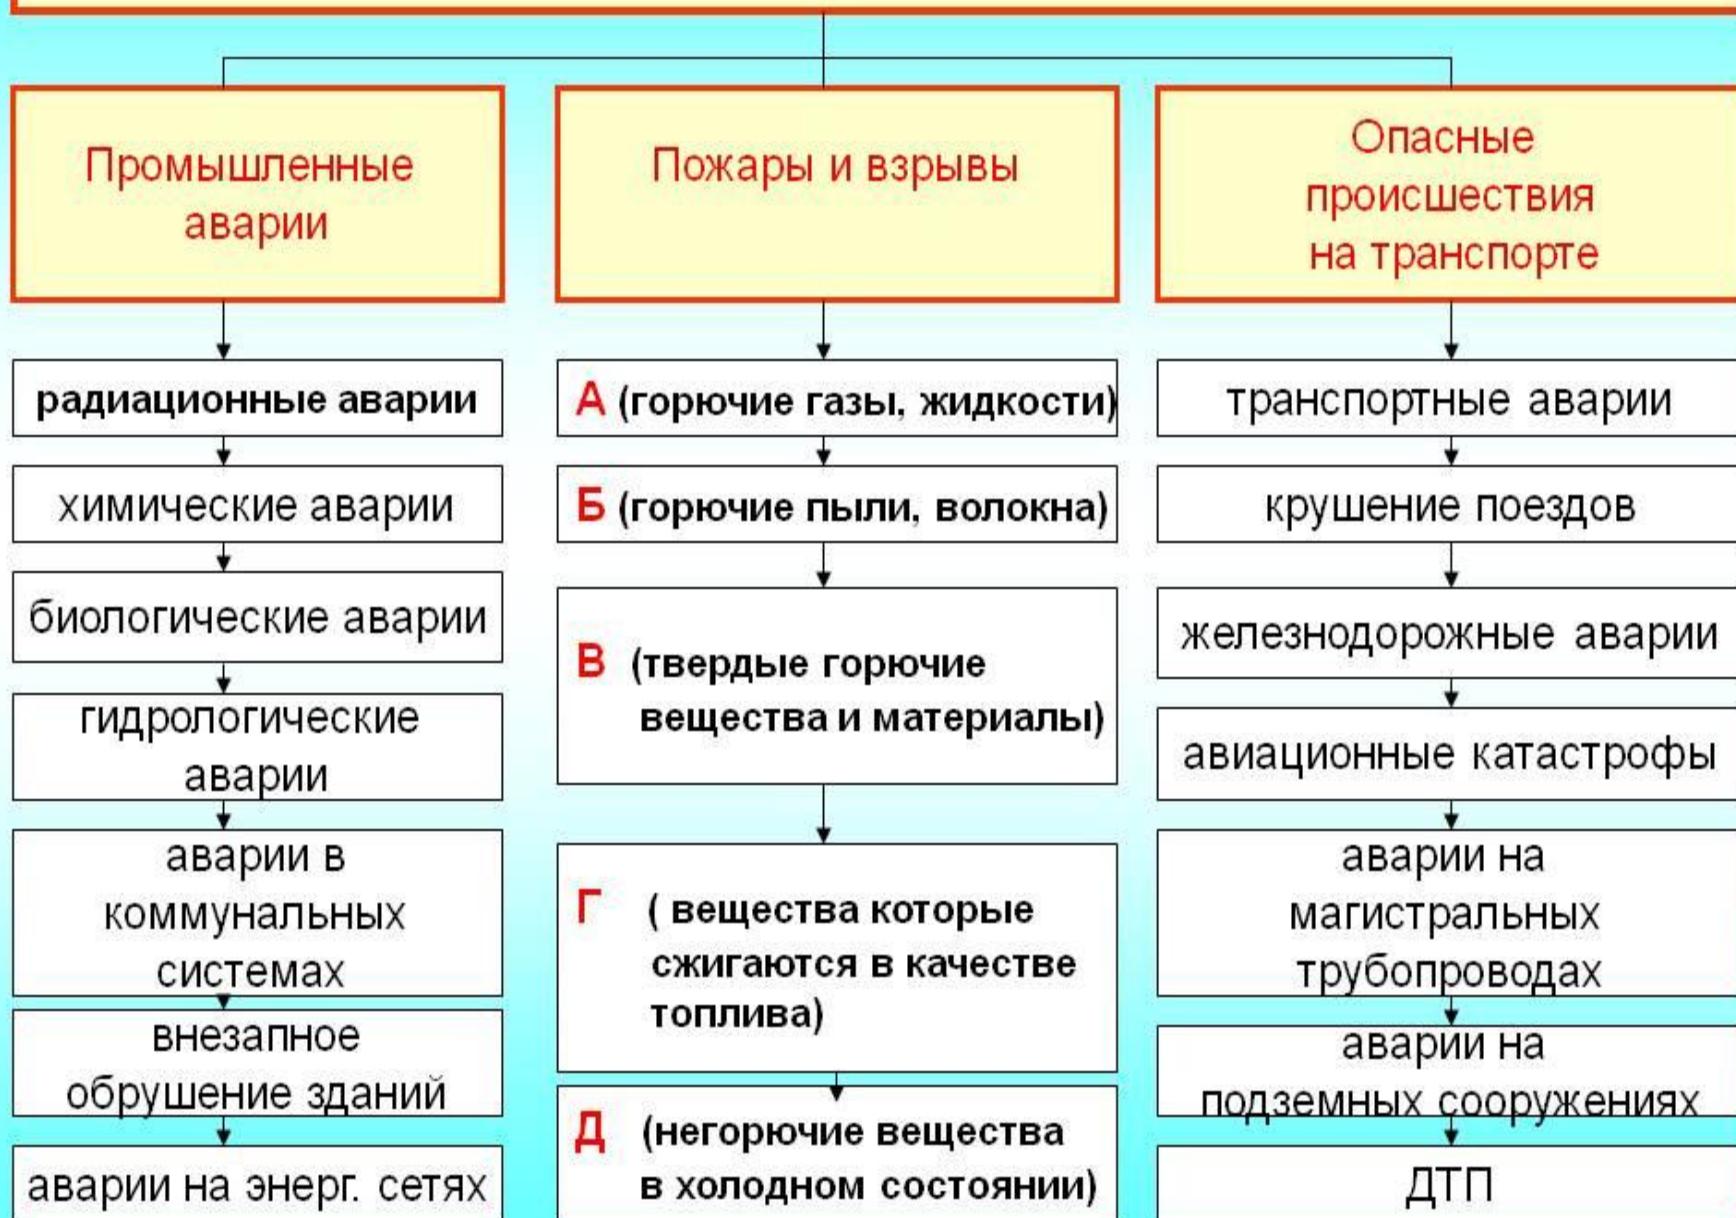 Промышленные
аварии
радиационные аварии
химические аварии
биологические аварии
гидрологические
аварии
аварии в
коммунальных
системах
внезапное
обрушение зданий
аварии на энерг. сетях
Пожары и взрывы
А (горючие газы, жидкости)
Б (горючие пыли, волокна)
В (твердые горючие
вещества и материалы)
Г ( вещества которые
сжигаются в качестве
топлива)
Д (негорючие вещества
в холодном состоянии)
Опасные
происшествия
на транспорте
транспортные аварии
крушение поездов
железнодорожные аварии
авиационные катастрофы
аварии на
магистральных
трубопроводах
аварии на
подземных сооружениях
ДТП